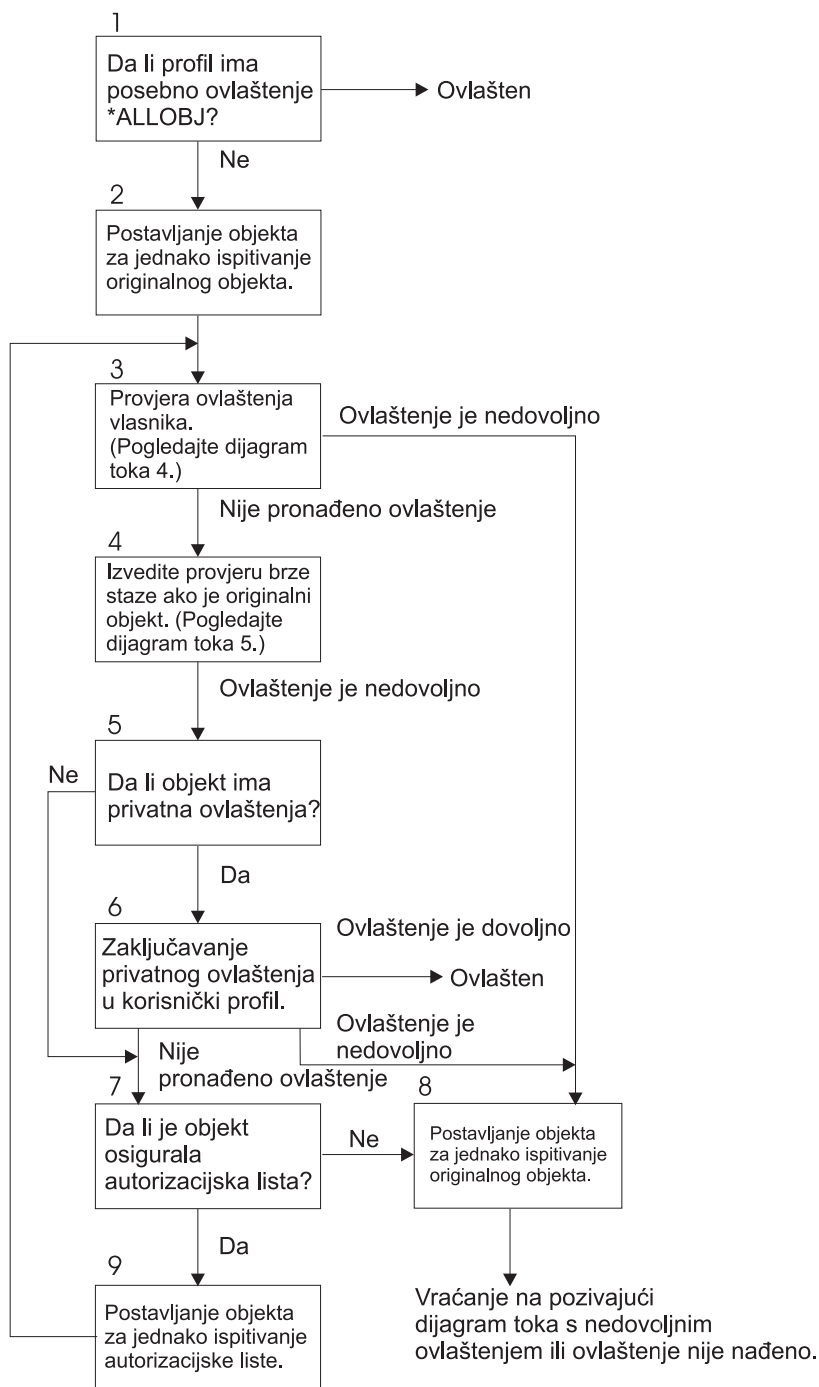 1
Da li profil ima
posebno ovlaštenje
*ALLOBJ?
Ovlašten
Ne
2
Postavljanje objekta
za jednako ispitivanje
originalnog objekta.
3
Provjera ovlaštenja
vlasnika.
(Pogledajte dijagram
toka 4.)
Ovlaštenje je nedovoljno
Nije pronađeno ovlaštenje
4
Izvedite provjeru brze
staze ako je originalni
objekt. (Pogledajte
dijagram toka 5.)
Ovlaštenje je nedovoljno
5
Ne
Da li objekt ima
privatna ovlaštenja?
Da
6
Zaključavanje
privatnog ovlaštenja
u korisnički profil.
Ovlaštenje je dovoljno
Ovlašten
Ovlaštenje je
nedovoljno
Nije
pronađeno ovlaštenje
7
Da li je objekt
osigurala
autorizacijska lista?
Ne
8
Postavljanje objekta
za jednako ispitivanje
originalnog objekta.
Da
9
Postavljanje objekta
za jednako ispitivanje
autorizacijske liste.
Vraćanje na pozivajući
dijagram toka s nedovoljnim
ovlaštenjem ili ovlaštenje nije nađeno.